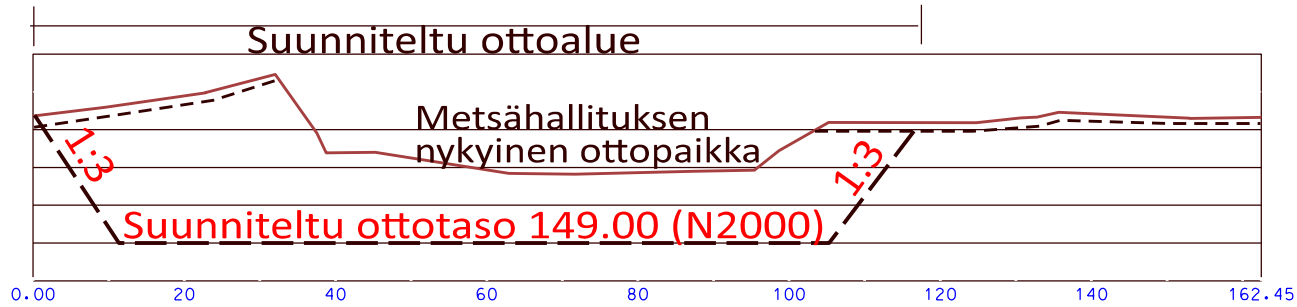 Suunniteltu ottoalue
Metsähallituksen
nykyinen ottopaikka
1:3
1:3
Suunniteltu ottotaso 149.00 (N2000)
0.00 20 40 60 80 100 120 140 162.45